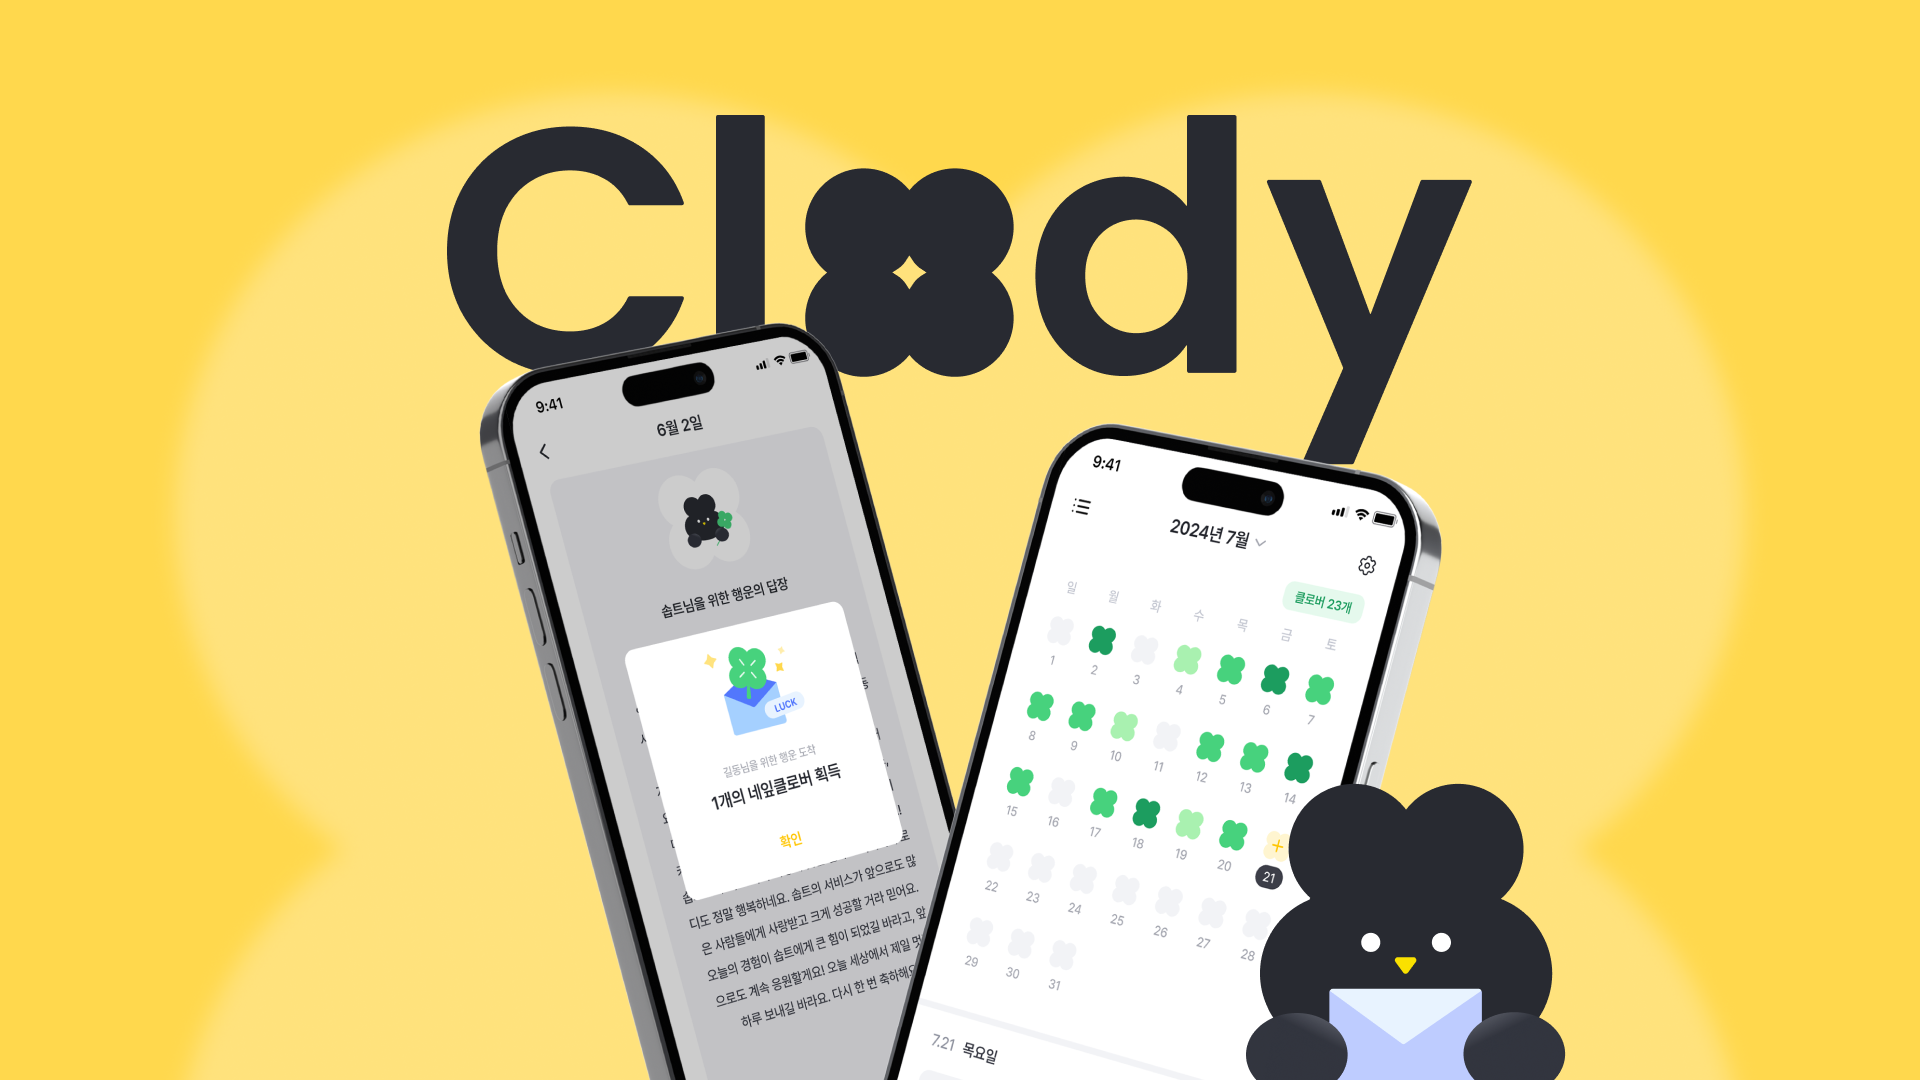 Clody
9:41
6월 2일
솝트님을 위한 행운의 답장
LUCK
길동님을 위한 행운 도착
1개의 네잎클로버 획득
확인
디도 정말 행복하네요. 솝트의 서비스가 앞으로도 많
은 사람들에게 사랑받고 크게 성공할 거라 믿어요.
오늘의 경험이 솝트에게 큰 힘이 되었길 바라고, 앞
으로도 계속 응원할게요! 오늘 세상에서 제일 멋
하루 보내길 바라요. 다시 한 번 축하해요
9:41
2024년 7월
클로버 23개
일 월 화 수 목 금 토
1 2 3 4 5 6 7
8 9 10 11 12 13 14
15 16 17 18 19 20 21
22 23 24 25 26 27 28
29 30 31
7.21 목요일